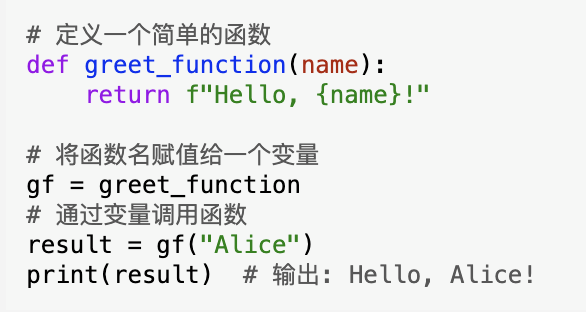 # 定义一个简单的函数
def greet_function(name):
    return f"Hello, {name}!"

# 将函数名赋值给一个变量
gf = greet_function
# 通过变量调用函数
result = gf("Alice")
print(result)  # 输出: Hello, Alice!